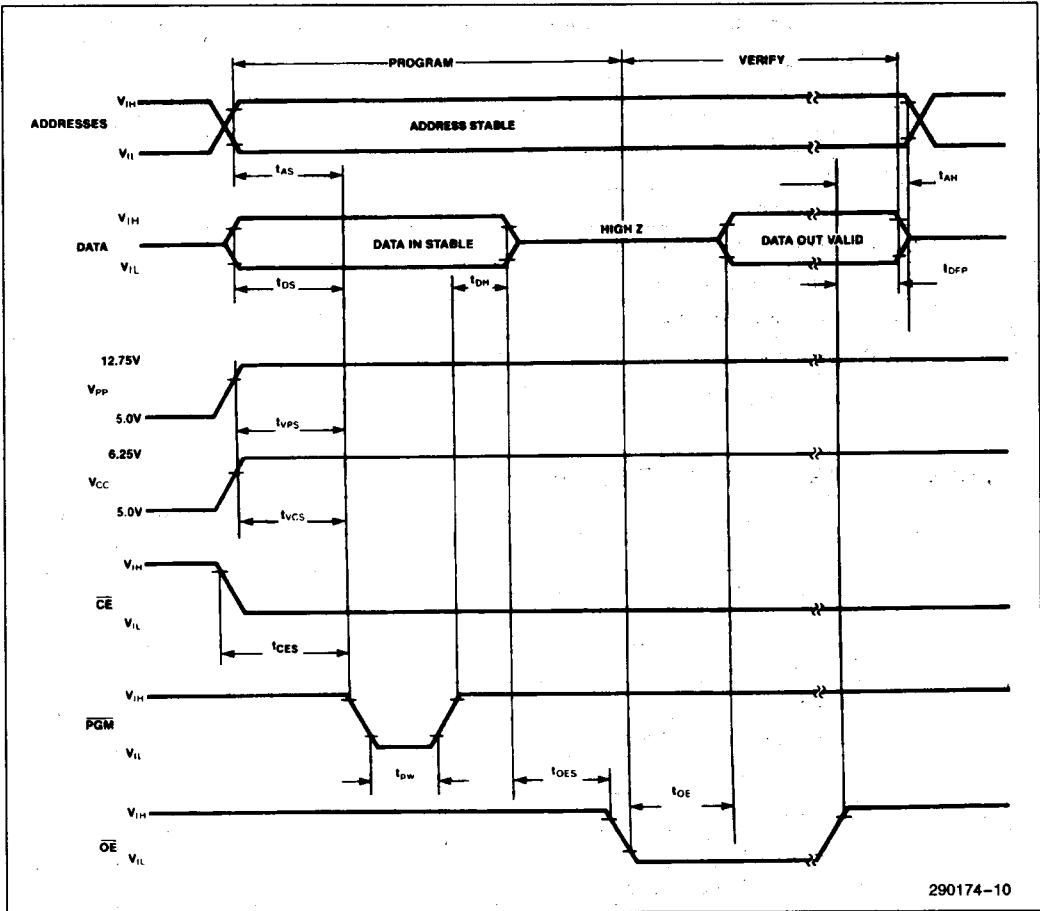 PROGRAM VERIFY
VIH
ADDRESSES ADDRESS STABLE
VIL
tAS tAH
VIH
DATA DATA IN STABLE HIGH Z DATA OUT VALID
VIL
tDS tDH tDFP
12.75V
VPP
5.0V
tVPS
6.25V
VCC
5.0V
tVCS
VIH
CE
VIL
tCES
VIH
PGM
VIL
tPW tOES
VIH
tOE
OE
VIL
290174-10